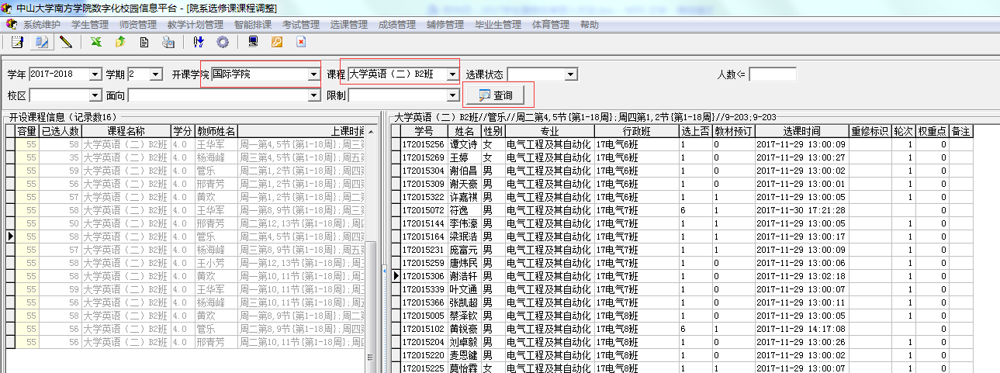 中山大学南方学院数字化校园信息平台 - [院系选修课课程调整]
系统维护 学生管理 师资管理 教学计划管理 智能排课 考试管理 选课管理 成绩管理 辅修管理 毕业生管理 体育管理 帮助
学年 2017-2018 学期 2 开课学院 国际学院 课程 大学英语（二）B2班 选课状态 人数<=
校区 面向 限制 查询
开设课程信息（记录数16）
容量 已选人数 课程名称 学分 教师姓名 上课时间
55 58 大学英语（二）B2班 4.0 王华军 周一第4,5节{第1-18周};周三第
55 35 大学英语（二）B2班 4.0 杨海峰 周三第4,5节{第1-18周};周五第
55 59 大学英语（二）B2班 4.0 管乐 周二第1,2节{第1-18周};周四第
55 56 大学英语（二）B2班 4.0 邢青芳 周二第1,2节{第1-18周};周四第
55 57 大学英语（二）B2班 4.0 黄欢 周一第1,2节{第1-18周};周二第
55 58 大学英语（二）B2班 4.0 王华军 周一第8,9节{第1-18周};周三第
55 50 大学英语（二）B2班 4.0 邢青芳 周二第12,13节{第1-18周};周四
55 58 大学英语（二）B2班 4.0 管乐 周二第4,5节{第1-18周};周四第
55 57 大学英语（二）B2班 4.0 杨海峰 周三第8,9节{第1-18周};周五第
55 58 大学英语（二）B2班 4.0 王小芳 周一第12,13节{第1-18周};周三
55 58 大学英语（二）B2班 4.0 黄欢 周一第10,11节{第1-18周};周二
55 59 大学英语（二）B2班 4.0 王华军 周一第10,11节{第1-18周};周三
55 56 大学英语（二）B2班 4.0 杨海峰 周三第10,11节{第1-18周};周五
55 58 大学英语（二）B2班 4.0 黄欢 周一第8,9节{第1-18周};周二第
55 56 大学英语（二）B2班 4.0 管乐 周二第8,9节{第1-18周};周四第
55 56 大学英语（二）B2班 4.0 邢青芳 周二第10,11节{第1-18周};周四
大学英语（二）B2班//管乐//周二第4,5节{第1-18周};周四第1,2节{第1-18周}//9-203;9-203
学号 姓名 性别 专业 行政班 选上否 教材预订 选课时间 重修标识 轮次 权重点 备注
172015256 谭文诗 女 电气工程及其自动化 17电气6班 1 0 2017-11-29 13:00:09 1 0
172015269 王婷 女 电气工程及其自动化 17电气6班 1 0 2017-11-29 13:00:27 1 0
172015304 谢伯昌 男 电气工程及其自动化 17电气6班 1 0 2017-11-29 13:00:02 1 0
172015309 谢天豪 男 电气工程及其自动化 17电气6班 1 0 2017-11-29 13:00:01 1 0
172015322 许嘉祺 男 电气工程及其自动化 17电气6班 1 0 2017-11-29 13:00:05 1 0
172015072 符逸 男 电气工程及其自动化 17电气7班 6 1 2017-11-30 17:21:28 0
172015144 李伟濠 男 电气工程及其自动化 17电气7班 1 1 2017-11-29 13:00:05 1 0
172015164 梁珉浩 男 电气工程及其自动化 17电气7班 1 1 2017-11-29 13:00:17 1 0
172015231 庞富元 男 电气工程及其自动化 17电气7班 1 1 2017-11-29 13:00:09 1 0
172015259 唐炜民 男 电气工程及其自动化 17电气7班 1 1 2017-11-29 13:00:06 1 0
172015306 谢洁轩 男 电气工程及其自动化 17电气7班 1 1 2017-11-29 13:02:18 1 0
172015339 叶文通 男 电气工程及其自动化 17电气7班 1 1 2017-11-29 13:00:07 1 0
172015366 张凯超 男 电气工程及其自动化 17电气7班 1 1 2017-11-29 13:00:11 1 0
172015005 蔡泽钦 男 电气工程及其自动化 17电气8班 1 0 2017-11-29 13:00:05 1 0
172015102 黄锐豪 男 电气工程及其自动化 17电气8班 6 1 2017-11-29 14:17:08 0
172015204 刘卓毅 男 电气工程及其自动化 17电气8班 1 0 2017-11-29 13:00:26 1 0
172015220 麦恩键 男 电气工程及其自动化 17电气8班 1 0 2017-11-29 13:00:02 1 0
172015225 莫怡霖 女 电气工程及其自动化 17电气8班 1 1 2017-11-29 13:00:07 1 0